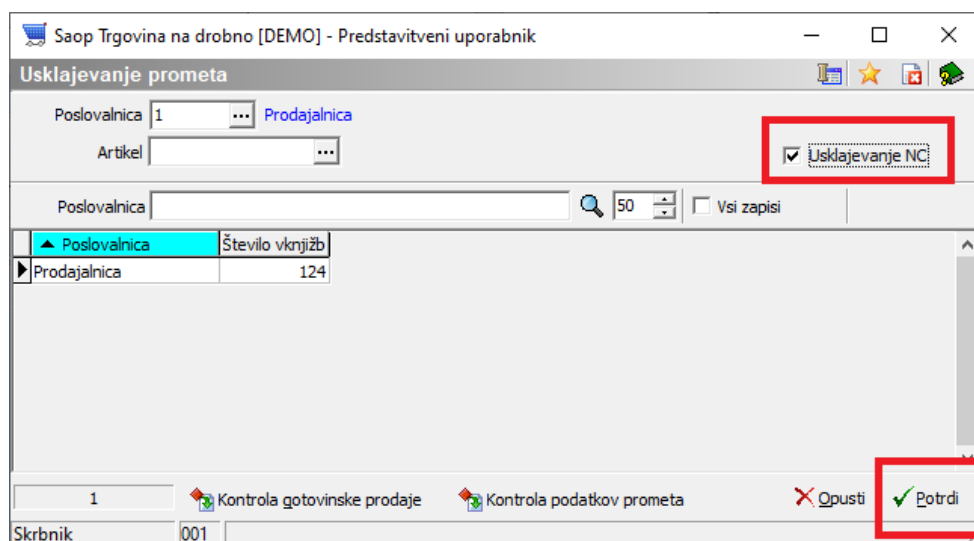 Saop Trgovina na drobno [DEMO] - Predstavitveni uporabnik
Usklajevanje prometa
Poslovalnica 1 ... Prodajalnica
Artikel ...
Usklajevanje NC
Poslovalnica 50 Vsi zapisi
Poslovalnica Število vknjižb
Prodajalnica 124
1 Kontrola gotovinske prodaje Kontrola podatkov prometa Opusti Potrdi
Skrbnik 001